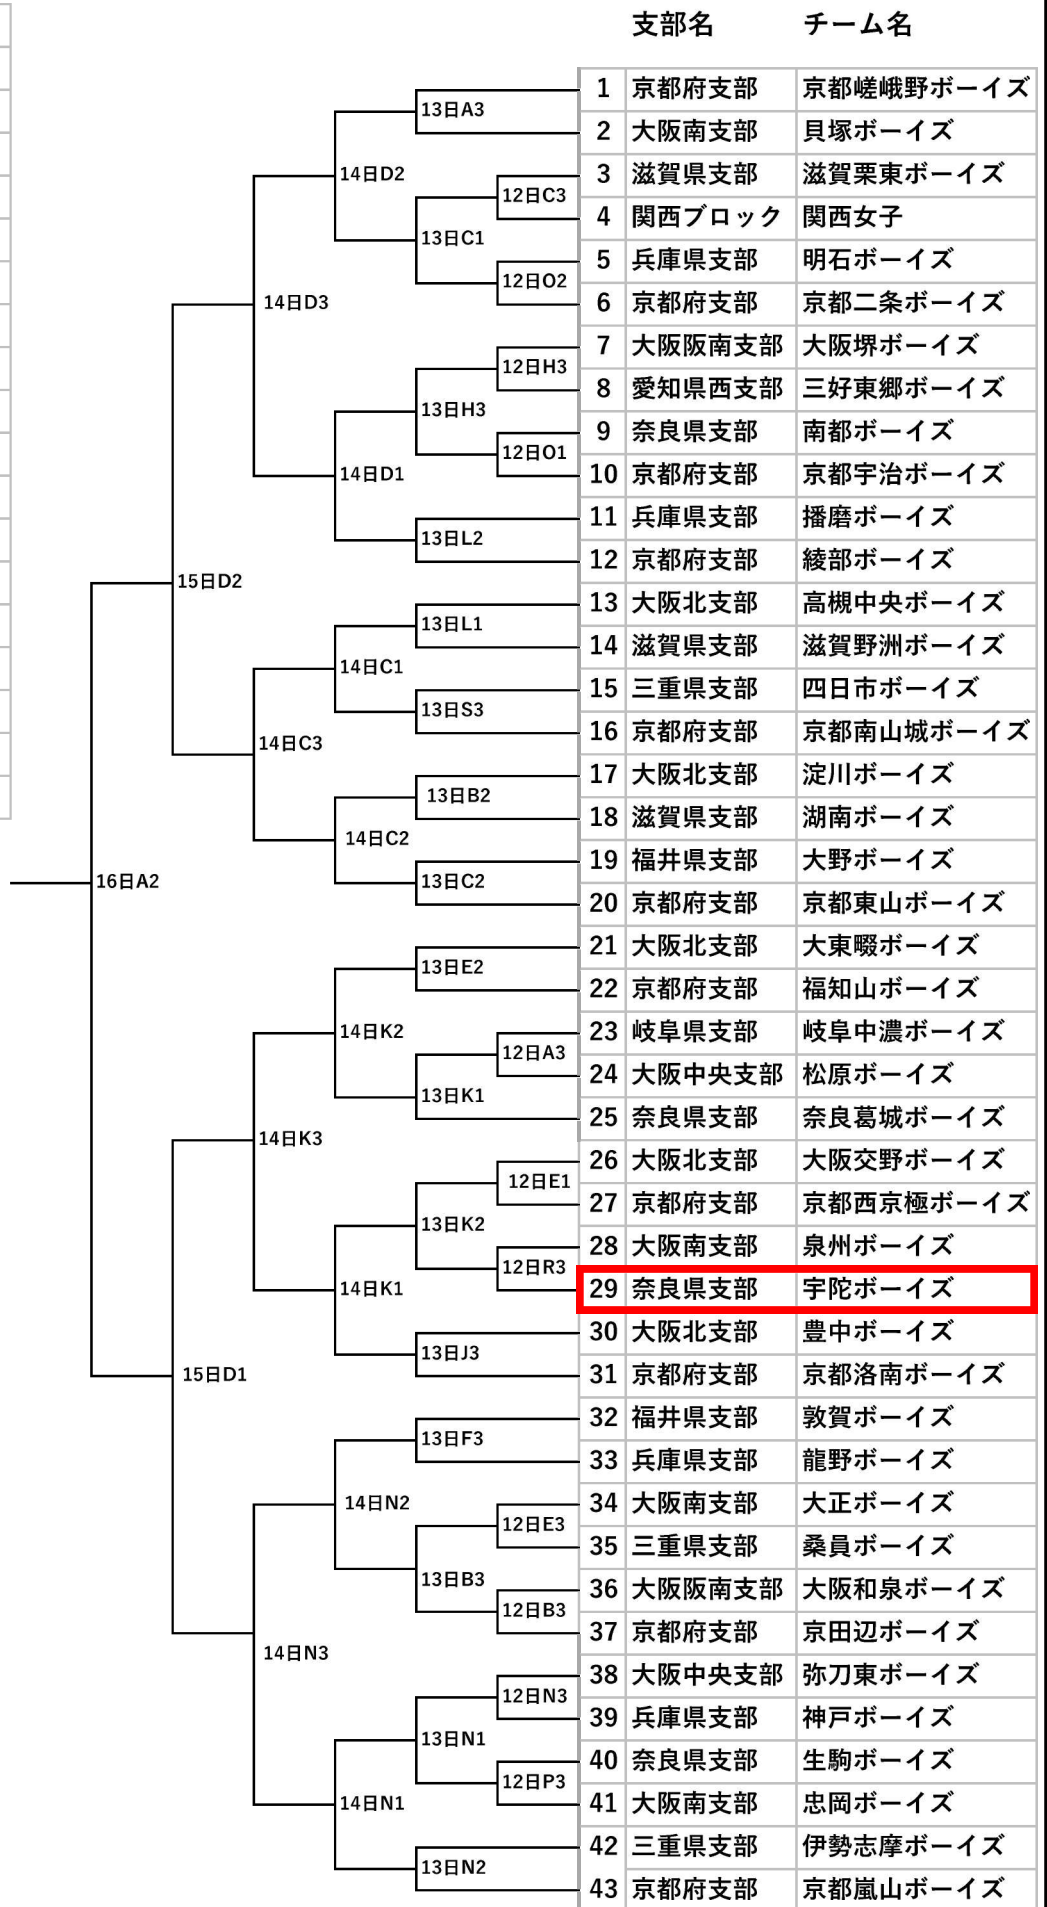 支部名 チーム名
1 京都府支部 京都嵯峨野ボーイズ
13日A3
2 大阪南支部 貝塚ボーイズ
14日D2
3 滋賀県支部 滋賀栗東ボーイズ
12日C3
4 関西ブロック 関西女子
13日C1
5 兵庫県支部 明石ボーイズ
12日O2
6 京都府支部 京都二条ボーイズ
14日D3
7 大阪阪南支部 大阪堺ボーイズ
12日H3
8 愛知県西支部 三好東郷ボーイズ
13日H3
9 奈良県支部 南都ボーイズ
12日O1
10 京都府支部 京都宇治ボーイズ
14日D1
11 兵庫県支部 播磨ボーイズ
13日L2
12 京都府支部 綾部ボーイズ
15日D2
13 大阪北支部 高槻中央ボーイズ
13日L1
14 滋賀県支部 滋賀野洲ボーイズ
14日C1
15 三重県支部 四日市ボーイズ
13日S3
16 京都府支部 京都南山城ボーイズ
14日C3
17 大阪北支部 淀川ボーイズ
13日B2
18 滋賀県支部 湖南ボーイズ
14日C2
19 福井県支部 大野ボーイズ
13日C2
20 京都府支部 京都東山ボーイズ
16日A2
21 大阪北支部 大東畷ボーイズ
13日E2
22 京都府支部 福知山ボーイズ
14日K2
23 岐阜県支部 岐阜中濃ボーイズ
12日A3
24 大阪中央支部 松原ボーイズ
13日K1
25 奈良県支部 奈良葛城ボーイズ
14日K3
26 大阪北支部 大阪交野ボーイズ
12日E1
27 京都府支部 京都西京極ボーイズ
13日K2
28 大阪南支部 泉州ボーイズ
12日R3
29 奈良県支部 宇陀ボーイズ
14日K1
30 大阪北支部 豊中ボーイズ
13日J3
31 京都府支部 京都洛南ボーイズ
15日D1
32 福井県支部 敦賀ボーイズ
13日F3
33 兵庫県支部 龍野ボーイズ
14日N2
34 大阪南支部 大正ボーイズ
12日E3
35 三重県支部 桑員ボーイズ
13日B3
36 大阪阪南支部 大阪和泉ボーイズ
12日B3
37 京都府支部 京田辺ボーイズ
14日N3
38 大阪中央支部 弥刀東ボーイズ
12日N3
39 兵庫県支部 神戸ボーイズ
13日N1
40 奈良県支部 生駒ボーイズ
12日P3
41 大阪南支部 忠岡ボーイズ
14日N1
42 三重県支部 伊勢志摩ボーイズ
13日N2
43 京都府支部 京都嵐山ボーイズ